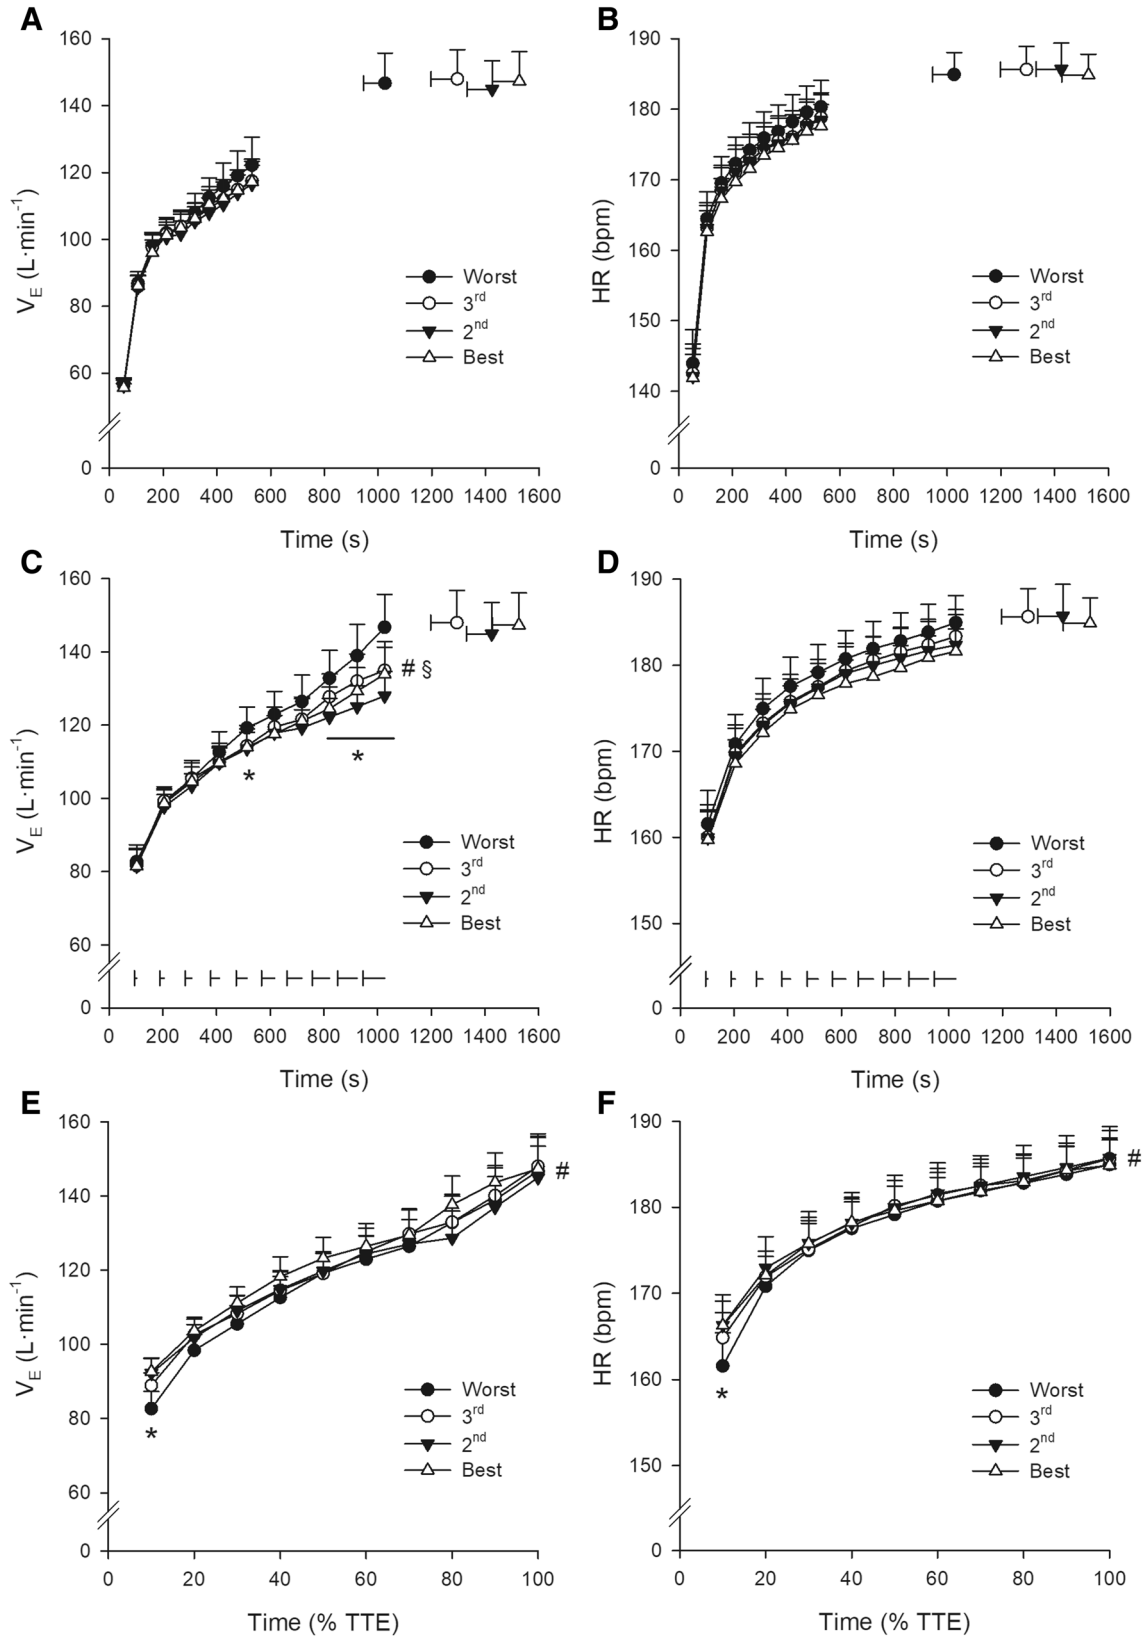 A
160
140
120
100
80
60
0
V_E (L·min⁻¹)
Worst
3rd
2nd
Best
0 200 400 600 800 1000 1200 1400 1600
Time (s)
B
190
180
170
160
150
140
0
HR (bpm)
Worst
3rd
2nd
Best
0 200 400 600 800 1000 1200 1400 1600
Time (s)
C
160
140
120
100
80
60
0
V_E (L·min⁻¹)
# §
*
*
Worst
3rd
2nd
Best
0 200 400 600 800 1000 1200 1400 1600
Time (s)
D
190
180
170
160
150
0
HR (bpm)
Worst
3rd
2nd
Best
0 200 400 600 800 1000 1200 1400 1600
Time (s)
E
160
140
120
100
80
60
0
V_E (L·min⁻¹)
#
*
Worst
3rd
2nd
Best
0 20 40 60 80 100
Time (% TTE)
F
190
180
170
160
150
0
HR (bpm)
#
*
Worst
3rd
2nd
Best
0 20 40 60 80 100
Time (% TTE)